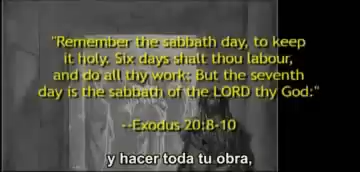 "Remember the sabbath day, to keep
it holy. Six days shalt thou labour,
and do all thy work: But the seventh
day is the sabbath of the LORD thy God:"
--Exodus 20:8-10
y hacer toda tu obra,